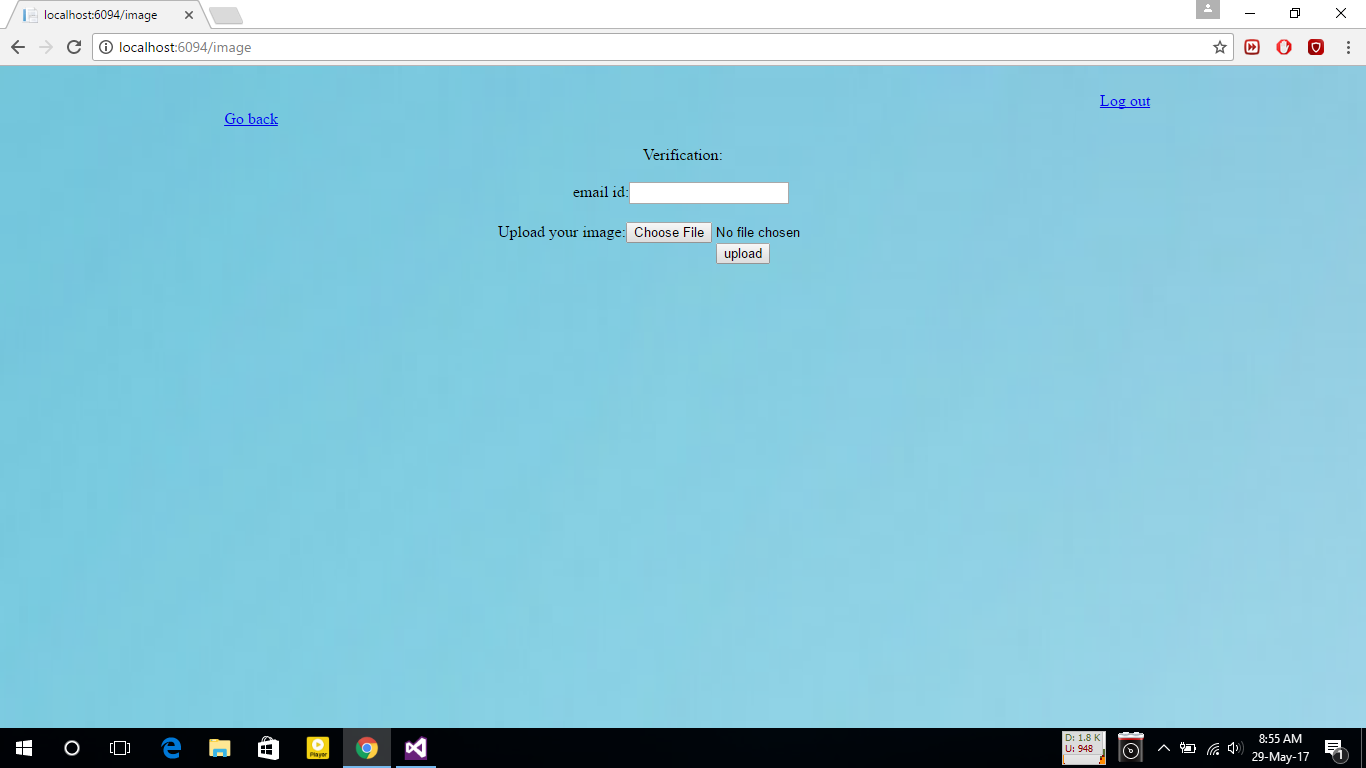 localhost:6094/image
localhost:6094/image
Log out
Go back
Verification:
email id:
Upload your image: Choose File No file chosen
upload
Player
D: 1.8 K
U: 948
8:55 AM
29-May-17
1